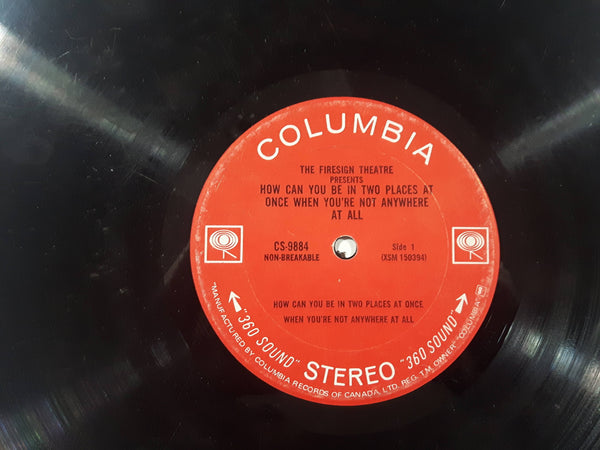 COLUMBIA
THE FIRESIGN THEATRE
PRESENTS
HOW CAN YOU BE IN TWO PLACES AT
ONCE WHEN YOU'RE NOT ANYWHERE
AT ALL
CS-9884
NON-BREAKABLE
Side 1
(XSM 150394)
HOW CAN YOU BE IN TWO PLACES AT ONCE
WHEN YOU'RE NOT ANYWHERE AT ALL
"360 SOUND" STEREO "360 SOUND"
"MANUFACTURED BY COLUMBIA RECORDS OF CANADA, LTD. REG. T.M. OWNER" "COLUMBIA"